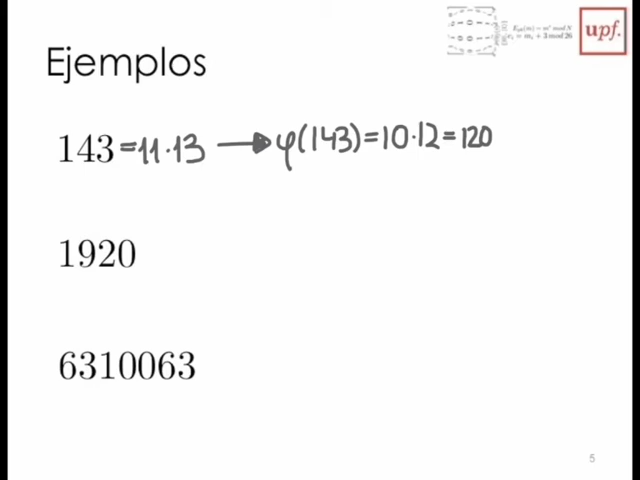 upf.
Ejemplos
143 = 11·13 → φ(143) = 10·12 = 120
1920
6310063
5